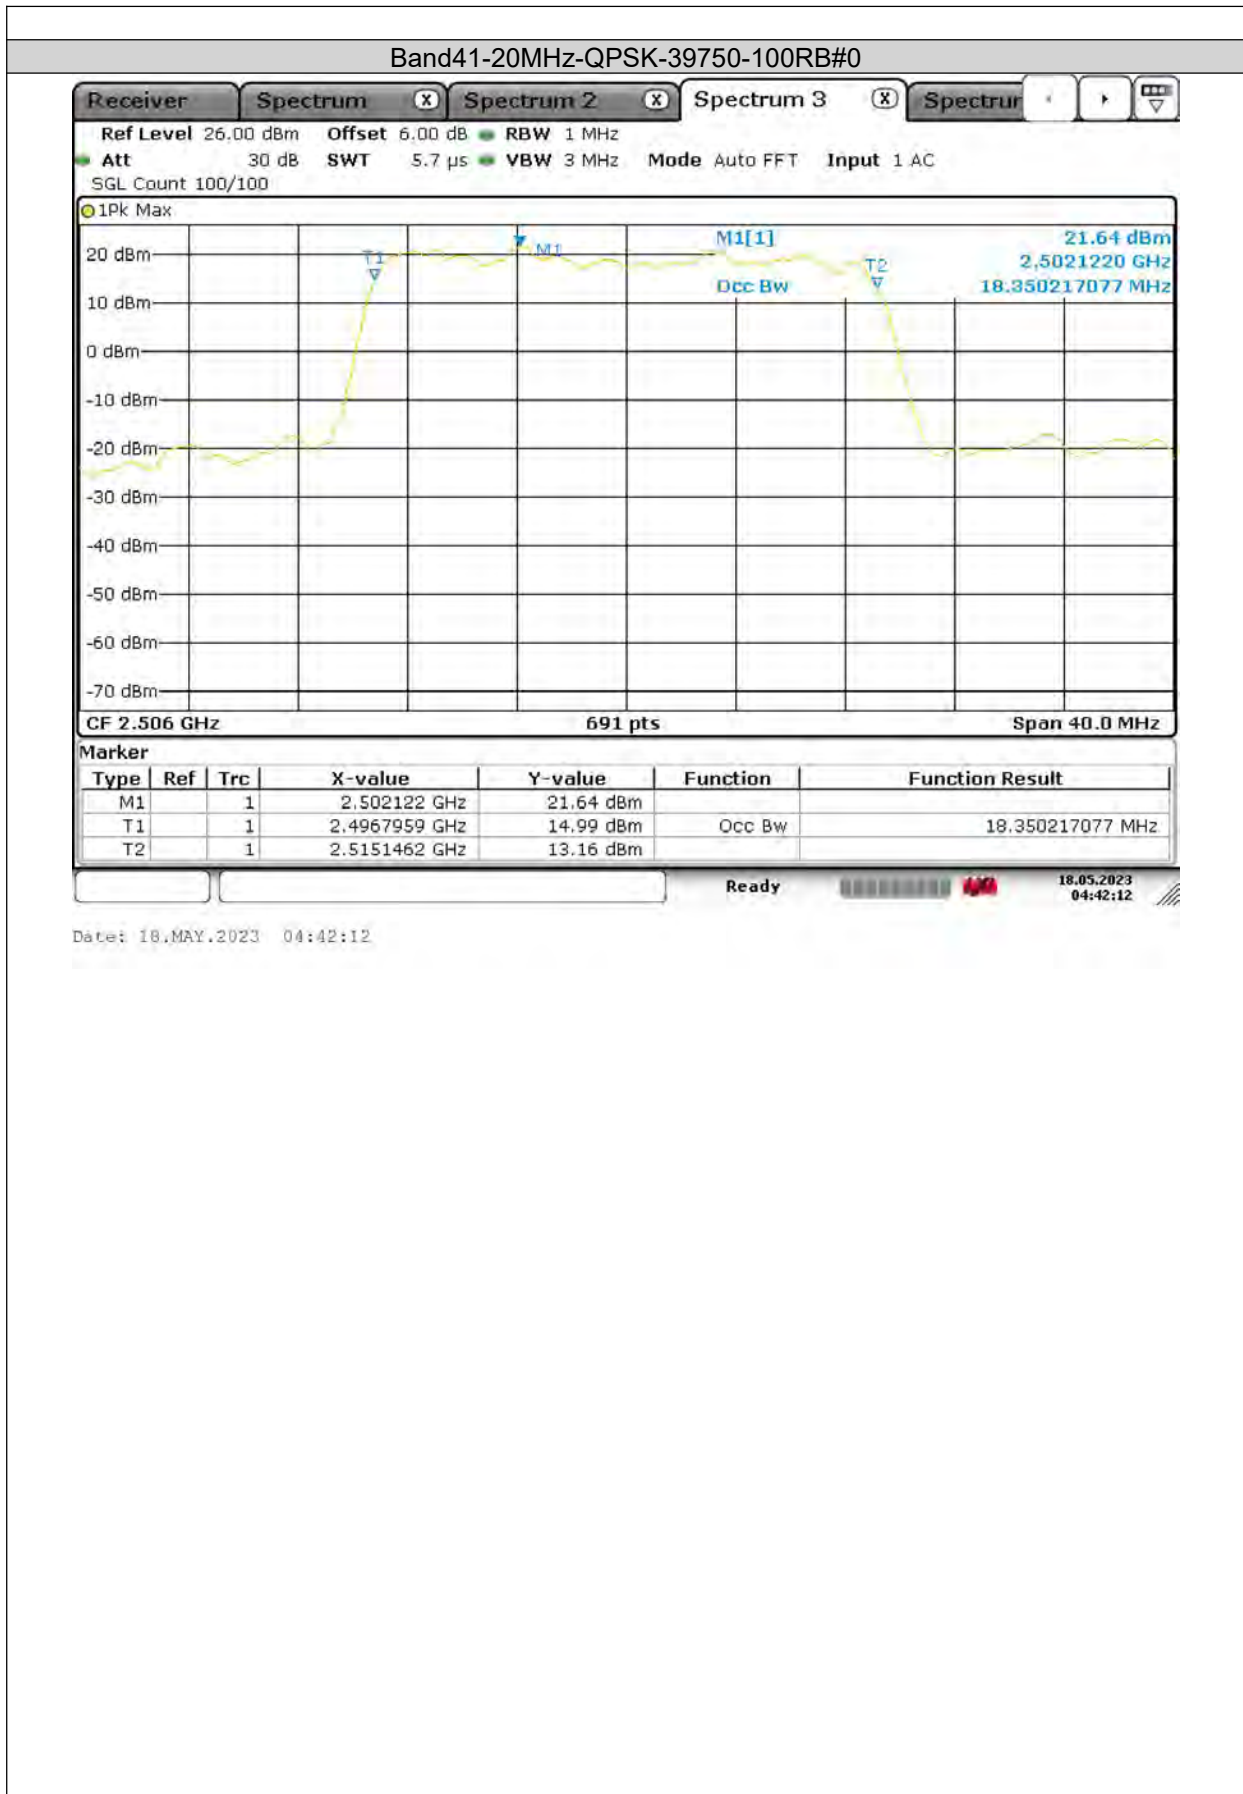 Band41-20MHz-QPSK-39750-100RB#0
Receiver Spectrum X Spectrum 2 X Spectrum 3 X Spectrur
Ref Level 26.00 dBm Offset 6.00 dB RBW 1 MHz
Att 30 dB SWT 5.7 µs VBW 3 MHz Mode Auto FFT Input 1 AC
SGL Count 100/100
1Pk Max
M1[1] 21.64 dBm
2,5021220 GHz
Occ Bw 18.350217077 MHz
T1
M1
T2
20 dBm
10 dBm
0 dBm
-10 dBm
-20 dBm
-30 dBm
-40 dBm
-50 dBm
-60 dBm
-70 dBm
CF 2.506 GHz 691 pts Span 40.0 MHz
Marker
Type Ref Trc X-value Y-value Function Function Result
M1 1 2.502122 GHz 21.64 dBm
T1 1 2.4967959 GHz 14.99 dBm Occ Bw 18.350217077 MHz
T2 1 2.5151462 GHz 13.16 dBm
Ready 18.05.2023
04:42:12
Date: 18.MAY.2023 04:42:12